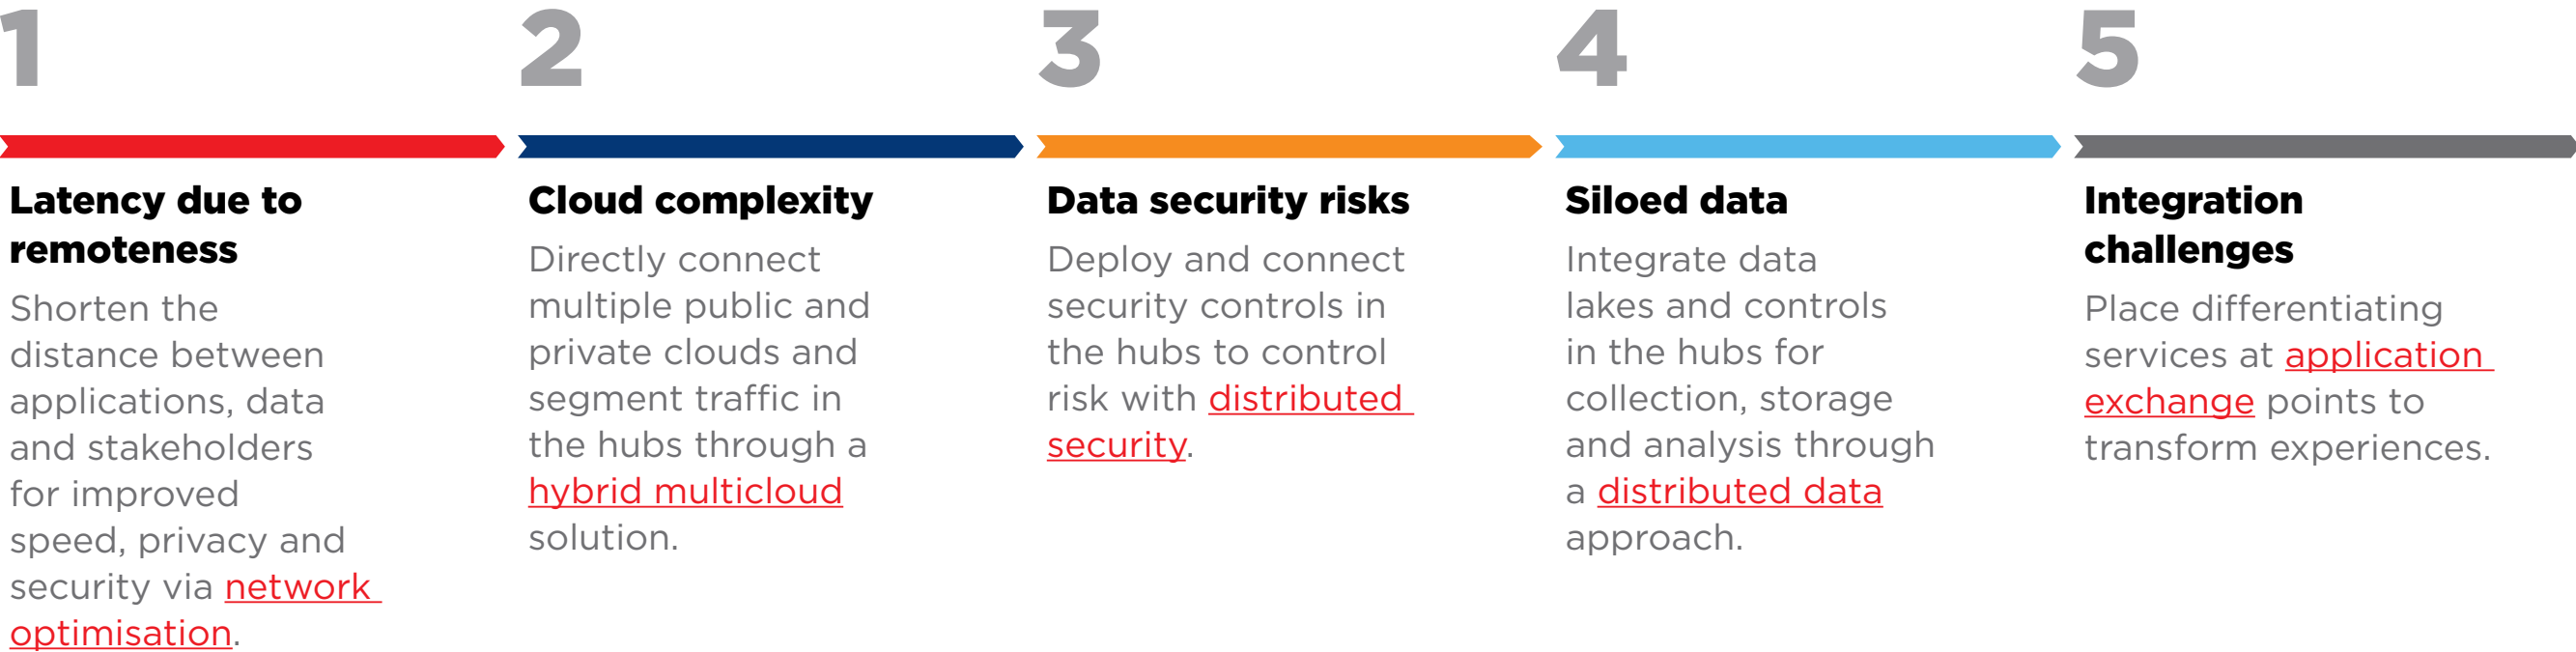 1
Latency due to
remoteness
Shorten the
distance between
applications, data
and stakeholders
for improved
speed, privacy and
security via network
optimisation.
2
Cloud complexity
Directly connect
multiple public and
private clouds and
segment traffic in
the hubs through a
hybrid multicloud
solution.
3
Data security risks
Deploy and connect
security controls in
the hubs to control
risk with distributed
security.
4
Siloed data
Integrate data
lakes and controls
in the hubs for
collection, storage
and analysis through
a distributed data
approach.
5
Integration
challenges
Place differentiating
services at application
exchange points to
transform experiences.